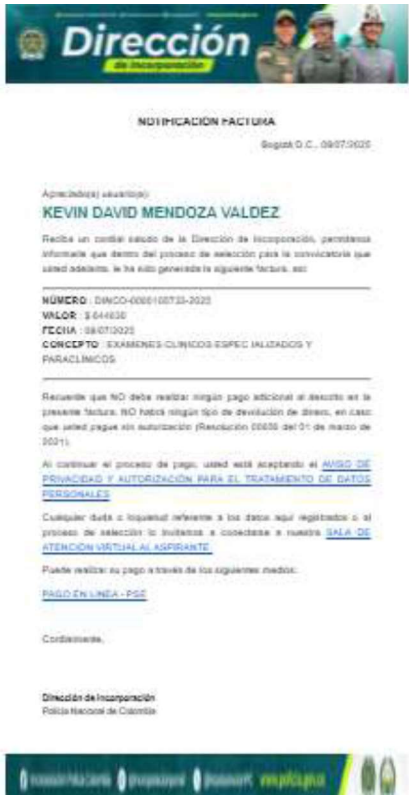 Dirección
de Incorporación
NOTIFICACIÓN FACTURA
Bogotá D.C., 09/07/2025
Apreciado(a) usuario(a):
KEVIN DAVID MENDOZA VALDEZ
Reciba un cordial saludo de la Dirección de Incorporación, permítanos
informarle que dentro del proceso de selección para la convocatoria que
usted adelanta, le ha sido generada la siguiente factura, así:
NÚMERO : DINCO-0000100733-2025
VALOR : $
FECHA : 09/07/2025
CONCEPTO : EXAMENES CLINICOS ESPEC IALIZADOS Y
PARACLÍNICOS
Recuerde que NO debe realizar ningún pago adicional al descrito en la
presente factura. NO habrá ningún tipo de devolución de dinero, en caso
que usted pague sin autorización (Resolución del 01 de marzo de
2021).
Al continuar el proceso de pago, usted está aceptando el AVISO DE
PRIVACIDAD Y AUTORIZACIÓN PARA EL TRATAMIENTO DE DATOS
PERSONALES
Cualquier duda o inquietud referente a los datos aquí registrados o al
proceso de selección lo invitamos a conectarse a nuestra SALA DE
ATENCIÓN VIRTUAL AL ASPIRANTE
Puede realizar su pago a través de los siguientes medios:
PAGO EN LINEA - PSE
Cordialmente,
Dirección de Incorporación
Policía Nacional de Colombia